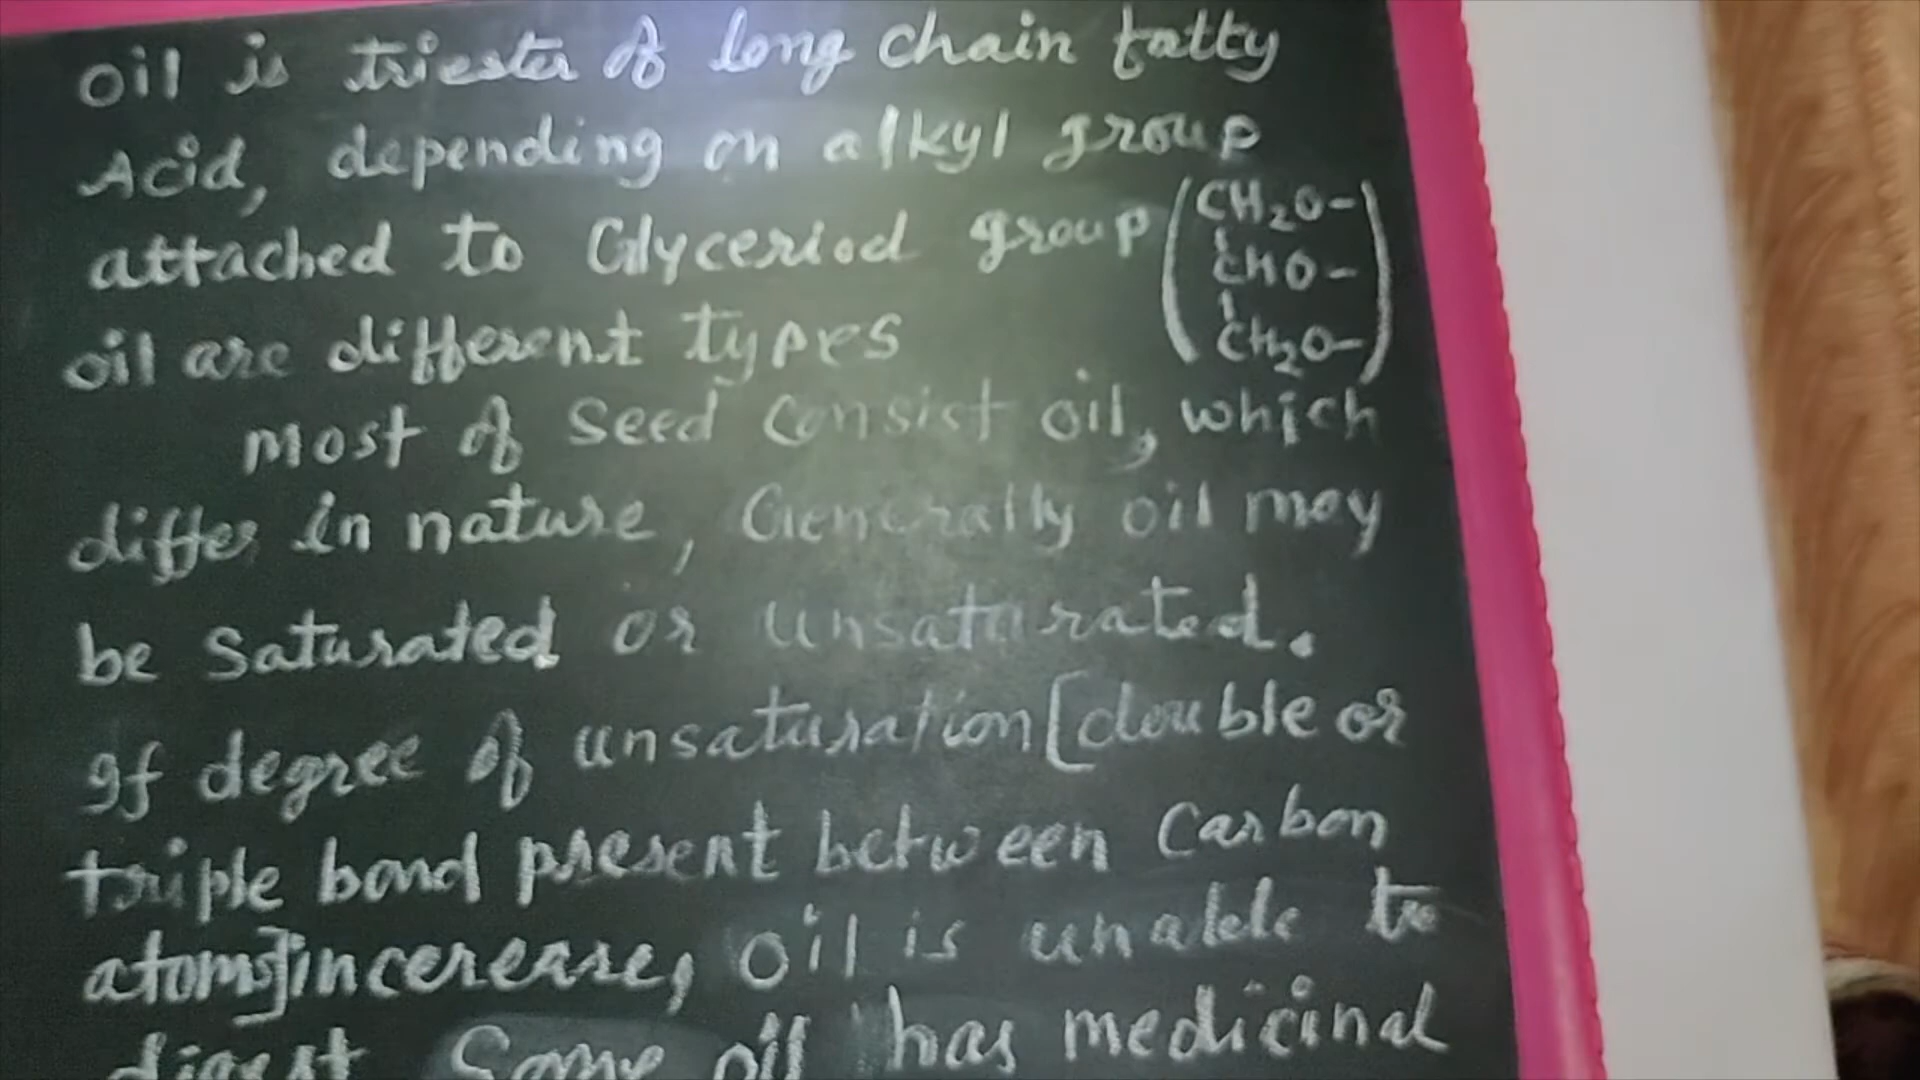 oil is triester of long chain fatty
Acid, depending on alkyl group
attached to Glyceriod group (CH2O-
CHO-
CH2O-)
oil are different types
most of seed consist oil, which
differ in nature, Generally oil may
be saturated or unsaturated.
If degree of unsaturation [double or
triple bond present between carbon
atoms] incerease, oil is unable to
digest Some oil has medicinal